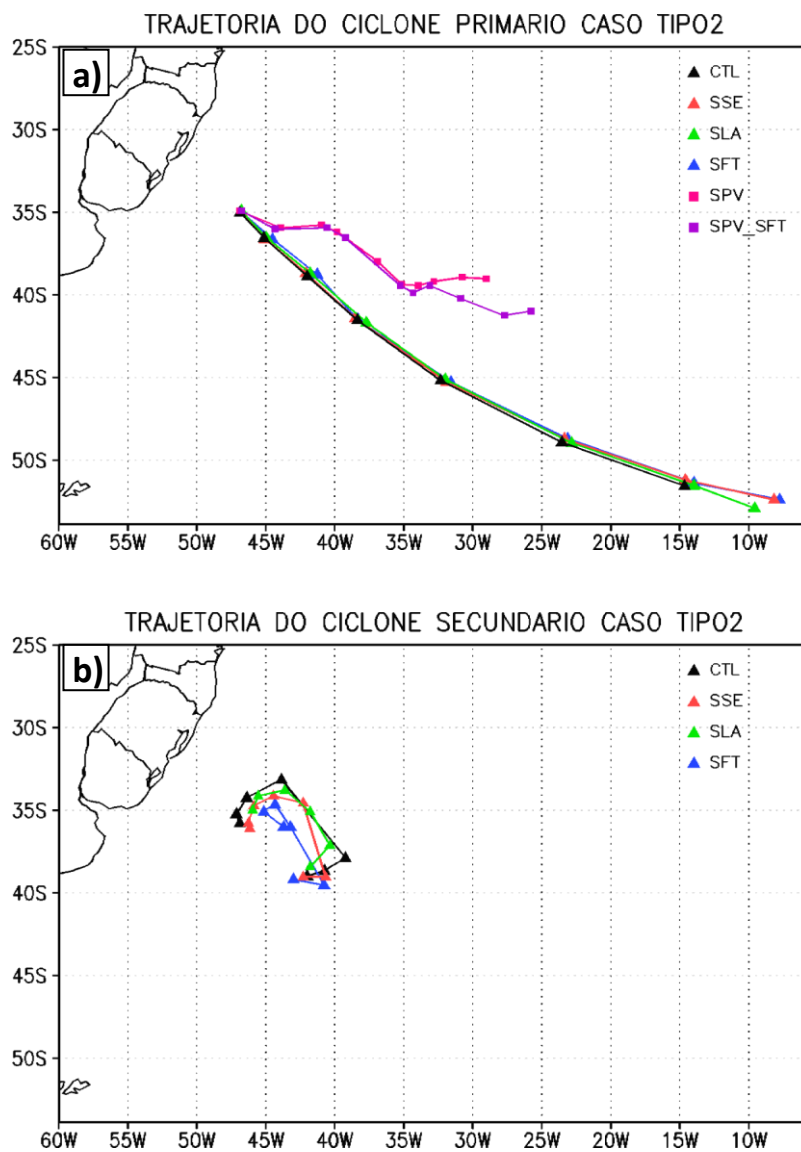 TRAJETORIA DO CICLONE PRIMARIO CASO TIPO2
a)
25S
30S
35S
40S
45S
50S
CTL
SSE
SLA
SFT
SPV
SPV_SFT
60W 55W 50W 45W 40W 35W 30W 25W 20W 15W 10W
TRAJETORIA DO CICLONE SECUNDARIO CASO TIPO2
b)
25S
30S
35S
40S
45S
50S
CTL
SSE
SLA
SFT
60W 55W 50W 45W 40W 35W 30W 25W 20W 15W 10W